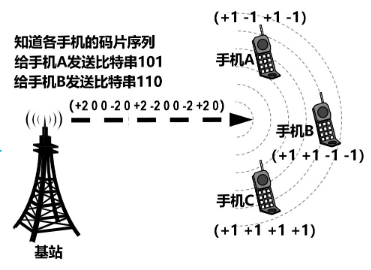 知道各手机的码片序列
给手机A发送比特串101
给手机B发送比特串110
(+2 0 0 -2 0 +2 -2 0 0 -2 +2 0)
基站
(+1 -1 +1 -1)
手机A
手机B
(+1 +1 -1 -1)
手机C
(+1 +1 +1 +1)